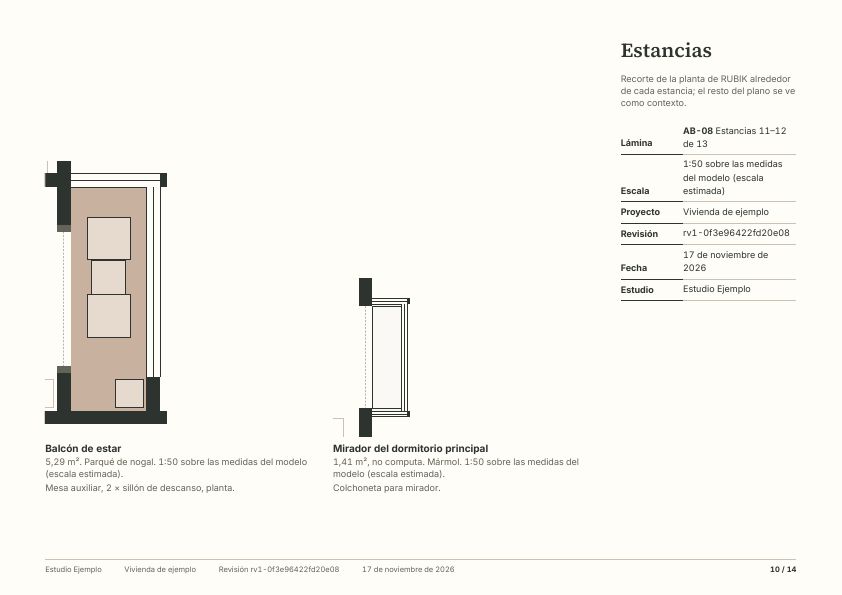 Estancias
Recorte de la planta de RUBIK alrededor
de cada estancia; el resto del plano se ve
como contexto.
Lámina
AB-08 Estancias 11–12
de 13
Escala
1:50 sobre las medidas
del modelo (escala
estimada)
Proyecto
Vivienda de ejemplo
Revisión
rv1-0f3e96422fd20e08
Fecha
17 de noviembre de
2026
Estudio
Estudio Ejemplo
Balcón de estar
5,29 m². Parqué de nogal. 1:50 sobre las medidas del modelo
(escala estimada).
Mesa auxiliar, 2 × sillón de descanso, planta.
Mirador del dormitorio principal
1,41 m², no computa. Mármol. 1:50 sobre las medidas del
modelo (escala estimada).
Colchoneta para mirador.
Estudio Ejemplo
Vivienda de ejemplo
Revisión rv1-0f3e96422fd20e08
17 de noviembre de 2026
10 / 14